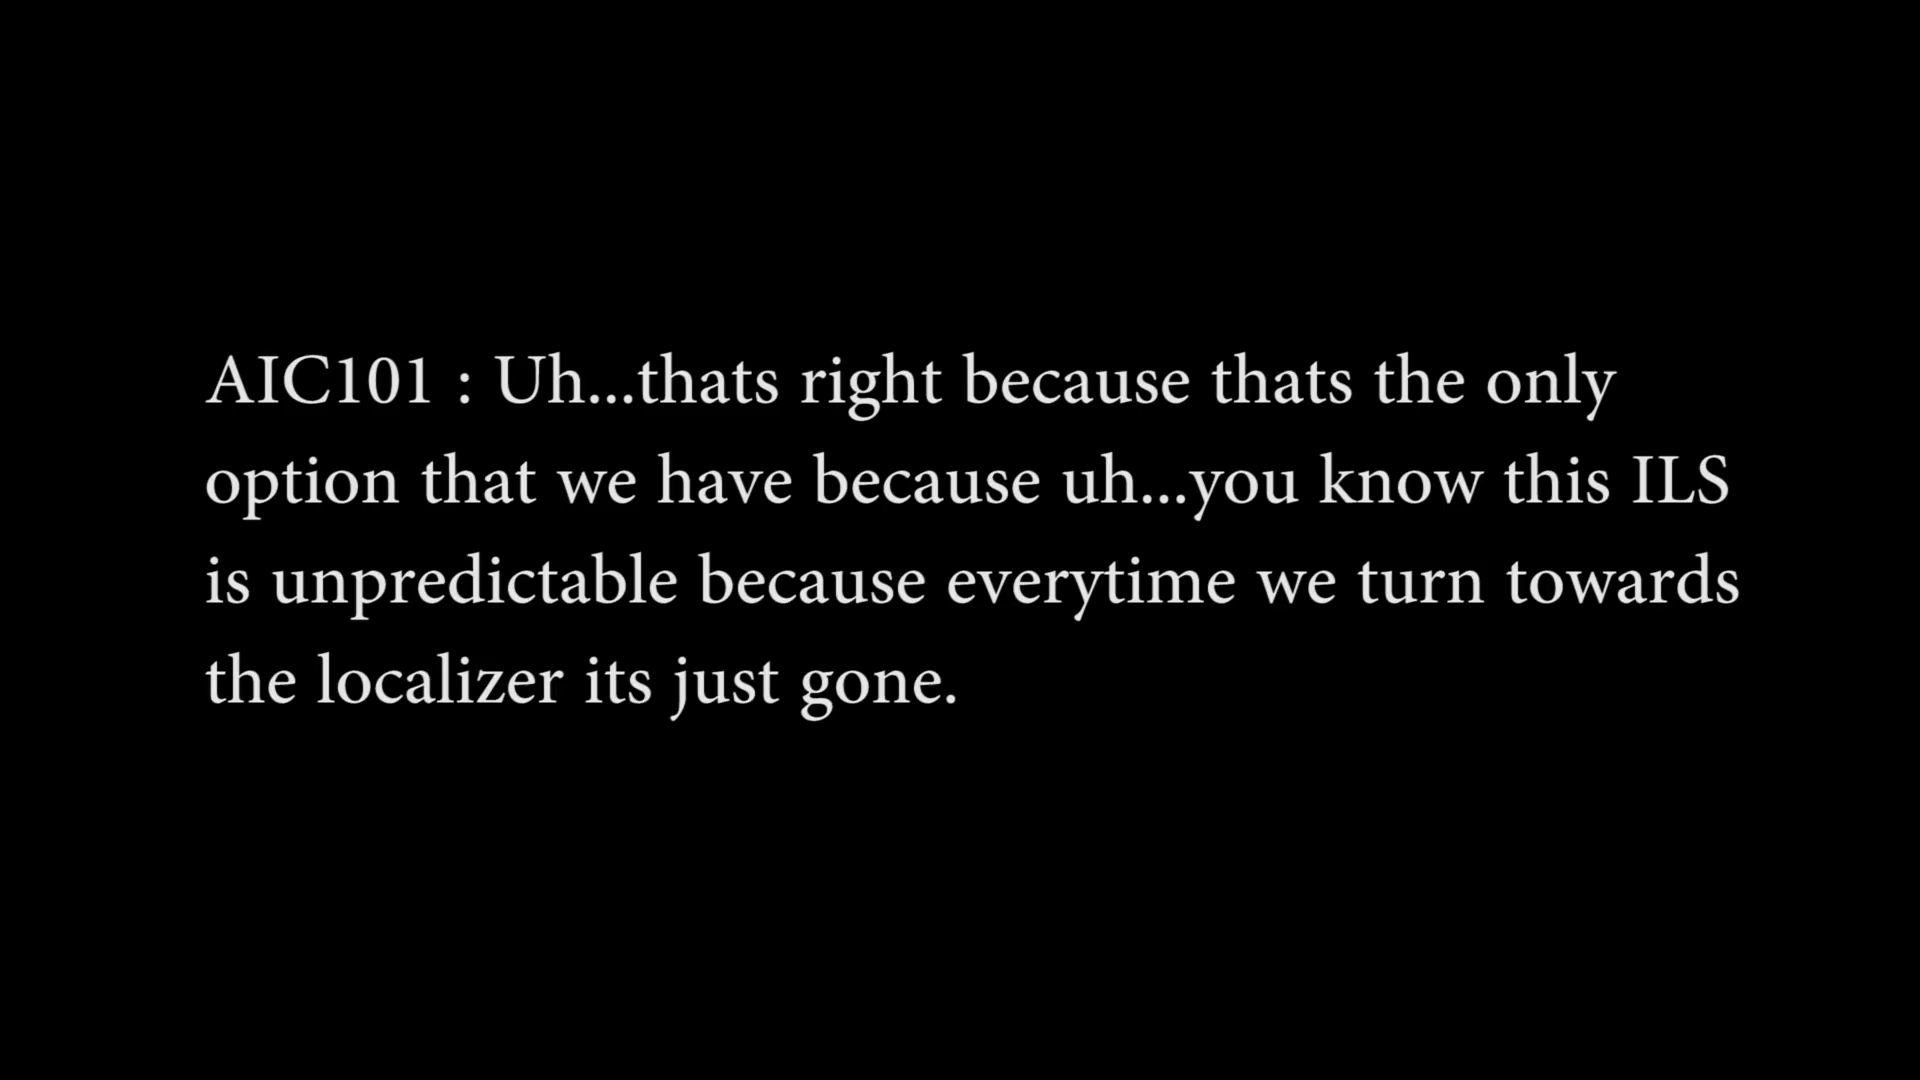 AIC101 : Uh...thats right because thats the only
option that we have because uh...you know this ILS
is unpredictable because everytime we turn towards
the localizer its just gone.